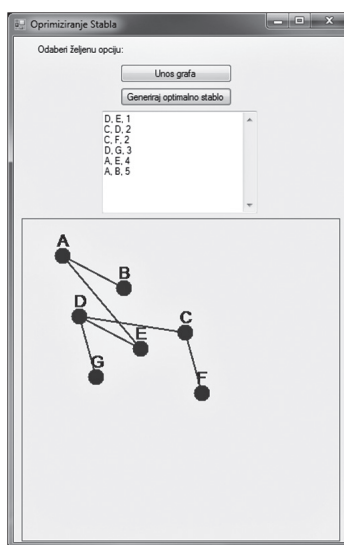 Oprimiziranje Stabla
Odaberi željenu opciju:
Unos grafa
Generiraj optimalno stablo
D, E, 1
C, D, 2
C, F, 2
D, G, 3
A, E, 4
A, B, 5
A
B
D
C
E
G
F